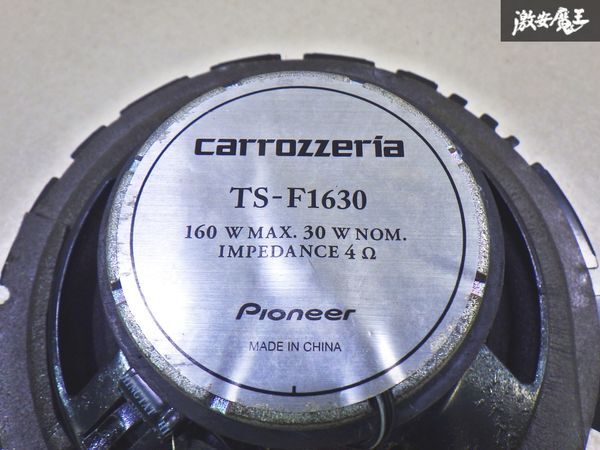 激安魔王
carrozzeria
TS-F1630
160 W MAX. 30 W NOM.
IMPEDANCE 4 Ω
Pioneer
MADE IN CHINA